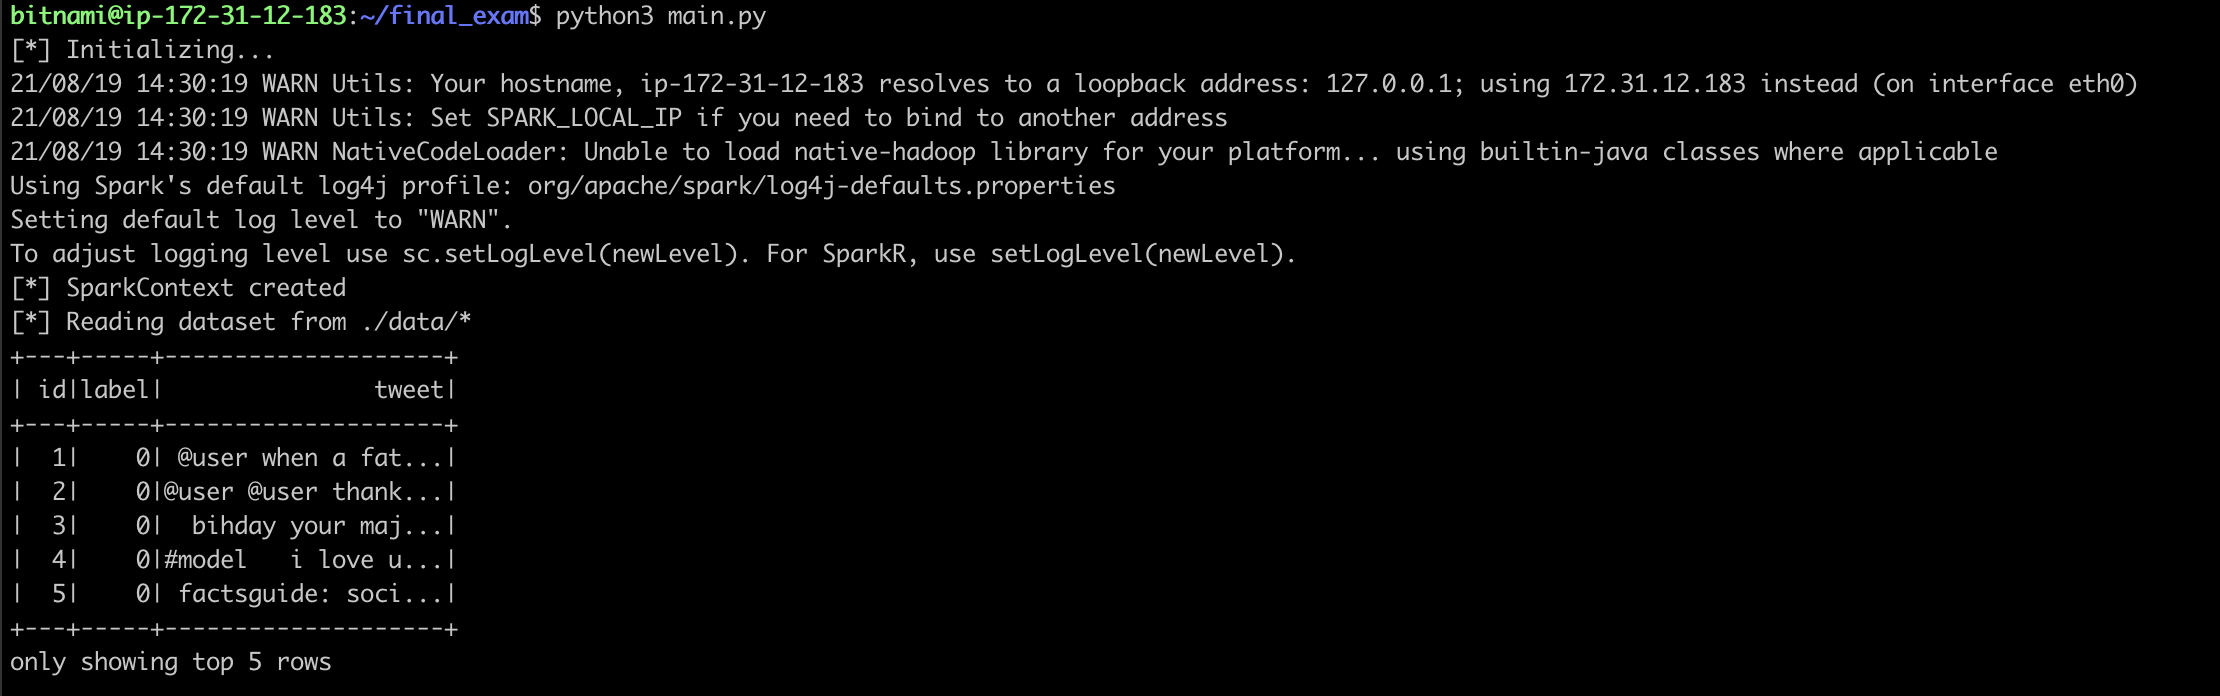 bitnami@ip-172-31-12-183:~/final_exam$ python3 main.py
[*] Initializing...
21/08/19 14:30:19 WARN Utils: Your hostname, ip-172-31-12-183 resolves to a loopback address: 127.0.0.1; using 172.31.12.183 instead (on interface eth0)
21/08/19 14:30:19 WARN Utils: Set SPARK_LOCAL_IP if you need to bind to another address
21/08/19 14:30:19 WARN NativeCodeLoader: Unable to load native-hadoop library for your platform... using builtin-java classes where applicable
Using Spark's default log4j profile: org/apache/spark/log4j-defaults.properties
Setting default log level to "WARN".
To adjust logging level use sc.setLogLevel(newLevel). For SparkR, use setLogLevel(newLevel).
[*] SparkContext created
[*] Reading dataset from ./data/*
+---+-----+--------------------+
| id|label|               tweet|
+---+-----+--------------------+
|  1|    0| @user when a fat...|
|  2|    0|@user @user thank...|
|  3|    0|  bihday your maj...|
|  4|    0|#model   i love u...|
|  5|    0| factsguide: soci...|
+---+-----+--------------------+
only showing top 5 rows